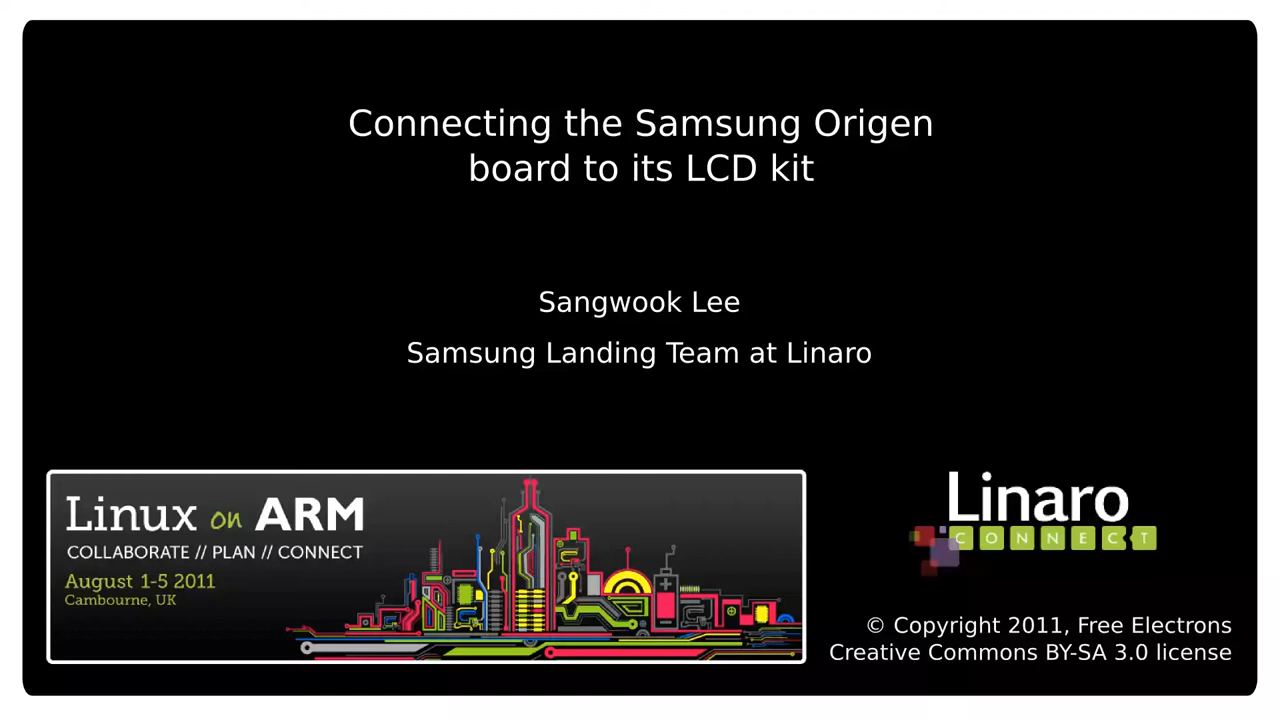 Connecting the Samsung Origen
board to its LCD kit
Sangwook Lee
Samsung Landing Team at Linaro
Linux on ARM
COLLABORATE // PLAN // CONNECT
August 1-5 2011
Cambourne, UK
Linaro
CONNECT
© Copyright 2011, Free Electrons
Creative Commons BY-SA 3.0 license